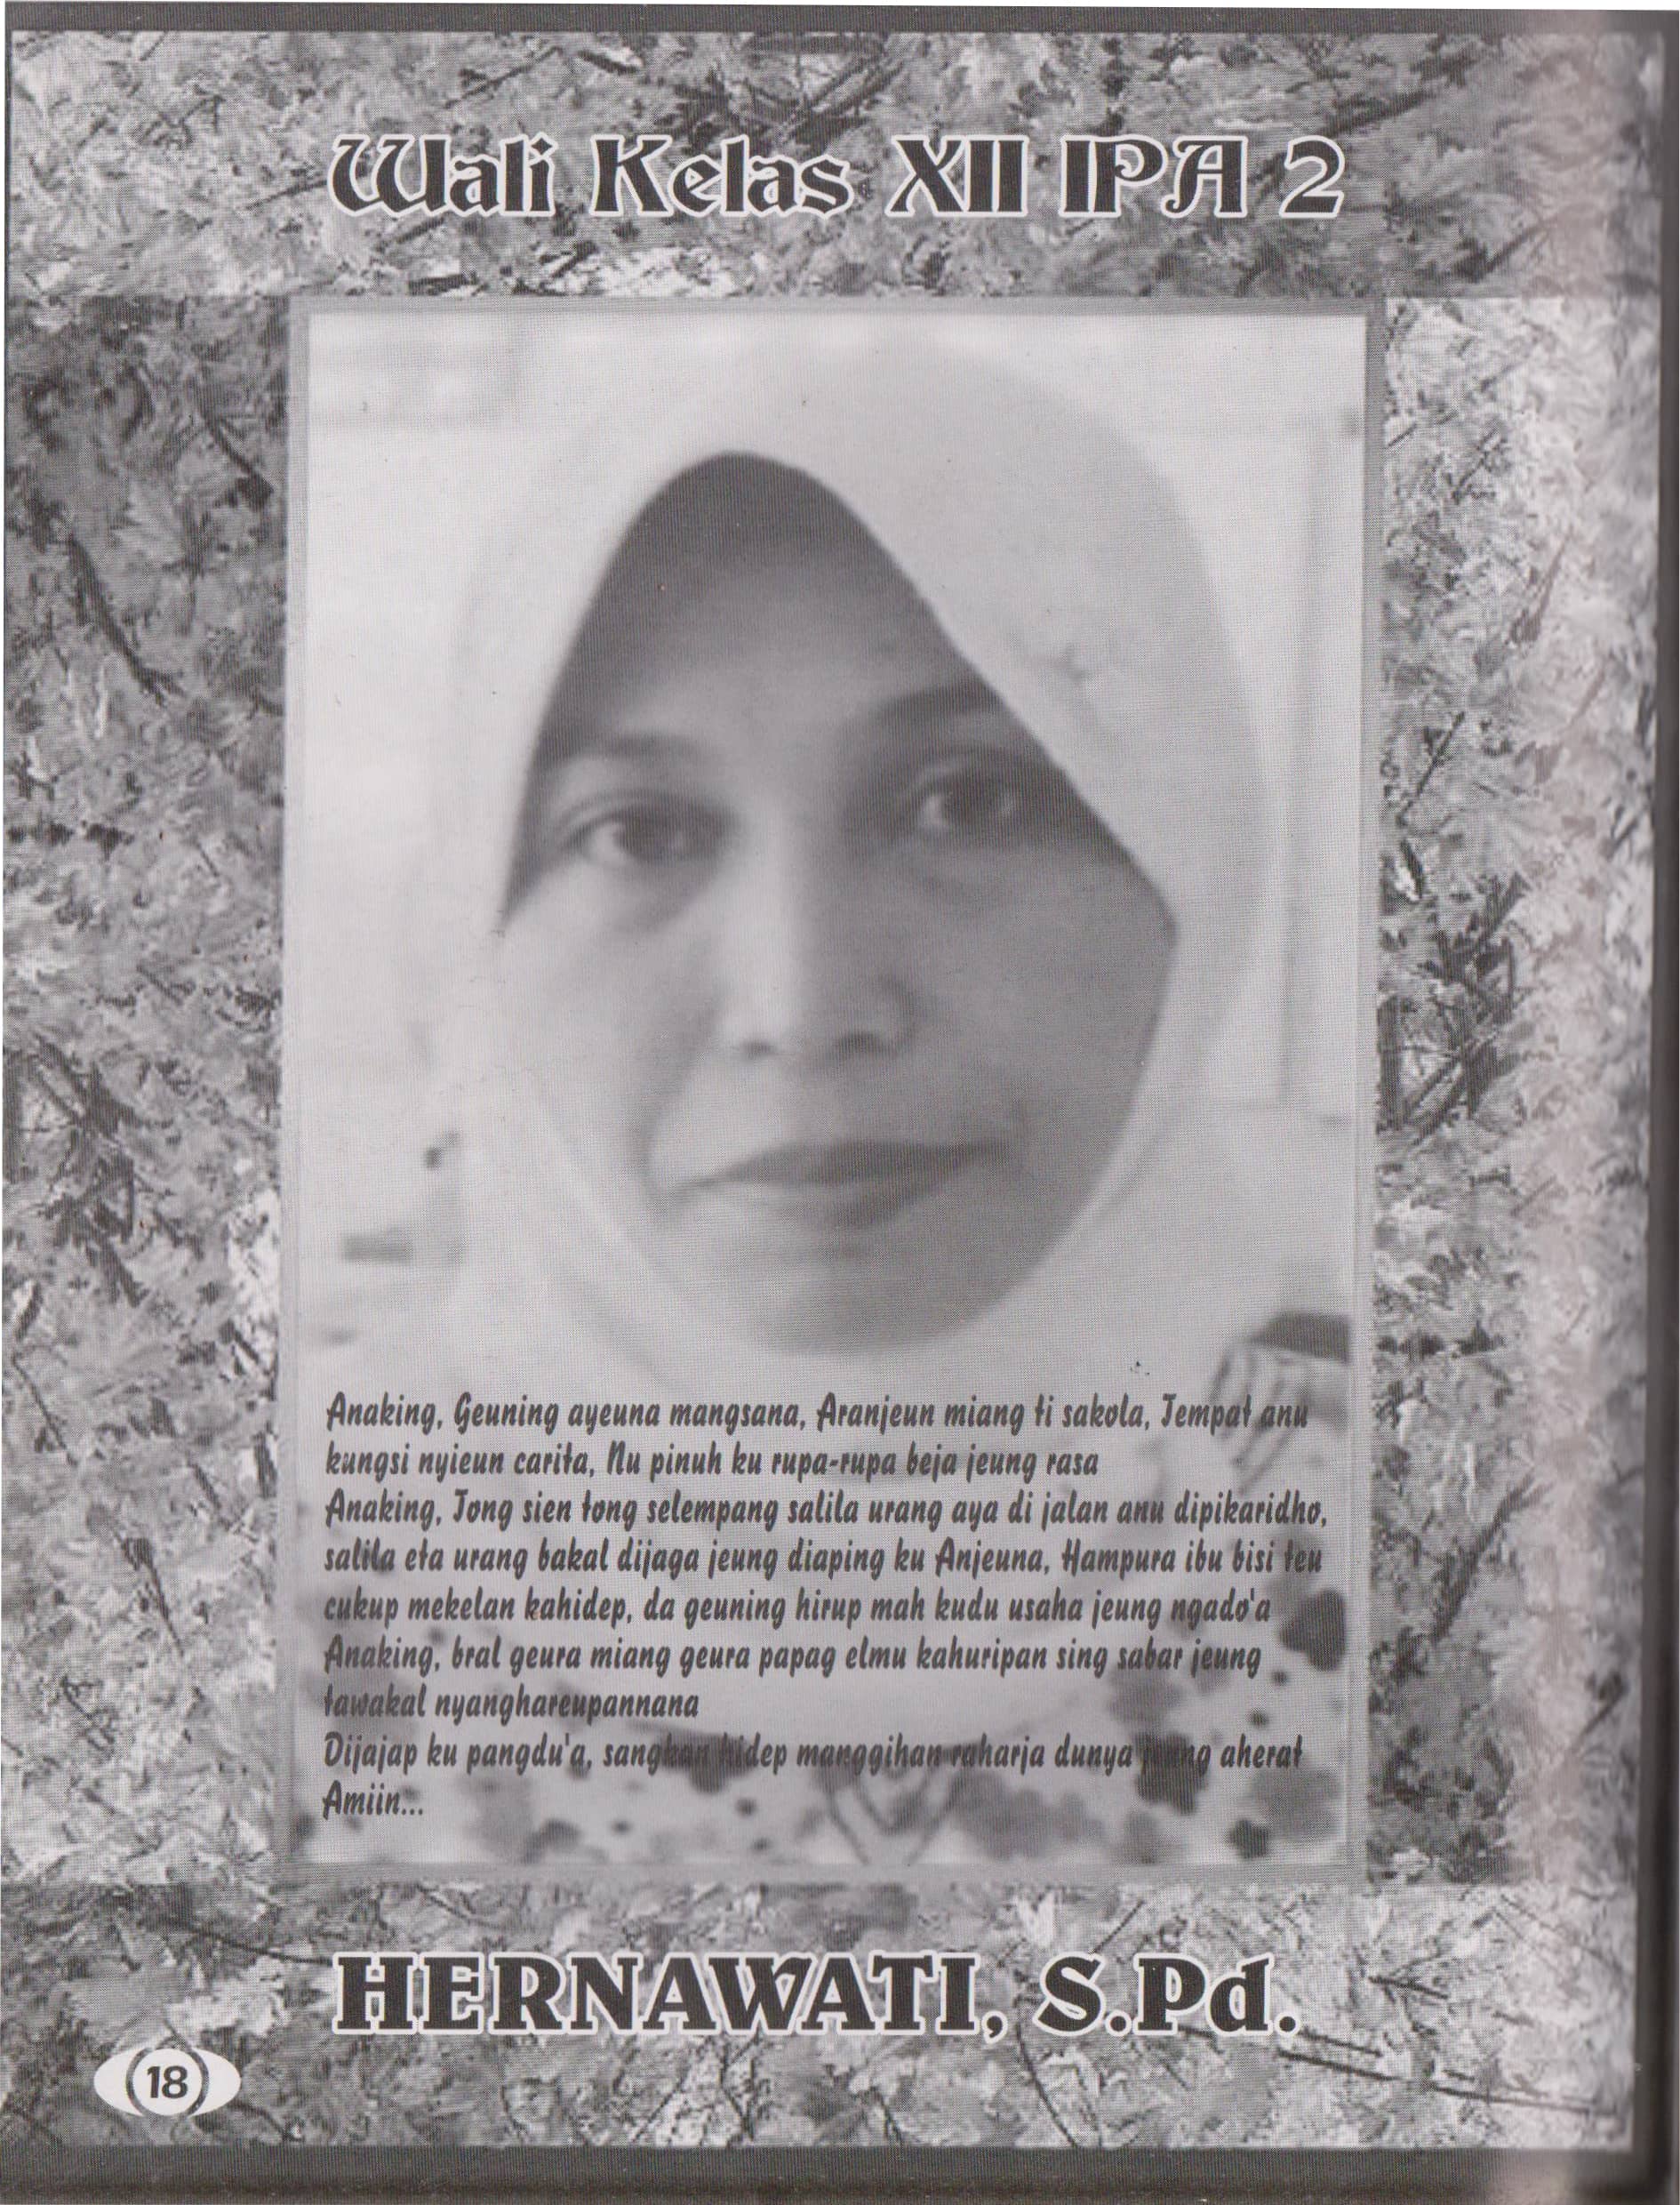 Wali Kelas XII IPA 2
Anaking, Geuning ayeuna mangsana, Aranjeun miang ti sakola, Tempat anu
kungsi nyieun carita, Nu pinuh ku rupa-rupa beja jeung rasa
Anaking, Tong sien tong selempang salila urang aya di jalan anu dipikaridho,
salila eta urang bakal dijaga jeung diaping ku Anjeuna, Hampura ibu bisi teu
cukup mekelan kahidep, da geuning hirup mah kudu usaha jeung ngado'a
Anaking, bral geura miang geura papag elmu kahuripan sing sabar jeung
tawakal nyanghareupannana
Dijajap ku pangdu'a, sangkan hidep manggihan raharja dunya jeung aherat
Amiin...
HERNAWATI, S.Pd.
18